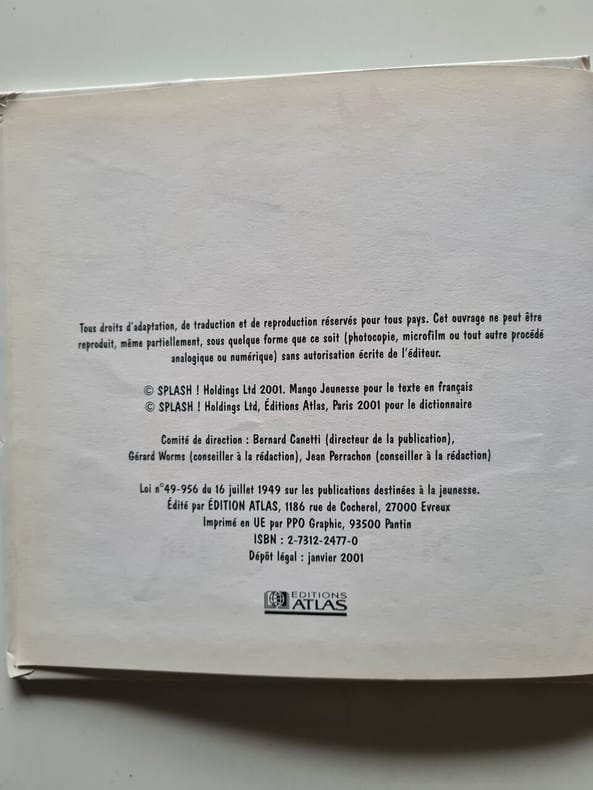 Tous droits d'adaptation, de traduction et de reproduction réservés pour tous pays. Cet ouvrage ne peut être
reproduit, même partiellement, sous quelque forme que ce soit (photocopie, microfilm ou tout autre procédé
analogique ou numérique) sans autorisation écrite de l'éditeur.
© SPLASH ! Holdings Ltd 2001. Mango Jeunesse pour le texte en français
© SPLASH ! Holdings Ltd, Éditions Atlas, Paris 2001 pour le dictionnaire
Comité de direction : Bernard Canetti (directeur de la publication),
Gérard Worms (conseiller à la rédaction), Jean Perrachon (conseiller à la rédaction)
Loi n°49-956 du 16 juillet 1949 sur les publications destinées à la jeunesse.
Édité par ÉDITION ATLAS, 1186 rue de Cocherel, 27000 Evreux
Imprimé en UE par PPO Graphic, 93500 Pantin
ISBN : 2-7312-2477-0
Dépôt légal : janvier 2001
EDITIONS
ATLAS